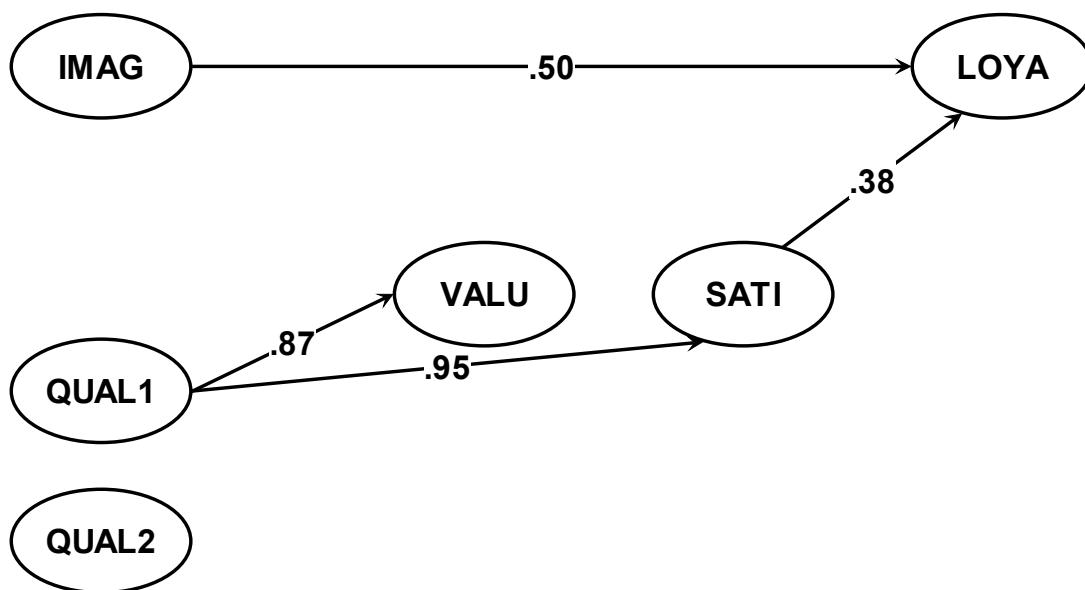 IMAG
.50
LOYA
.38
VALU
SATI
.87
.95
QUAL1
QUAL2